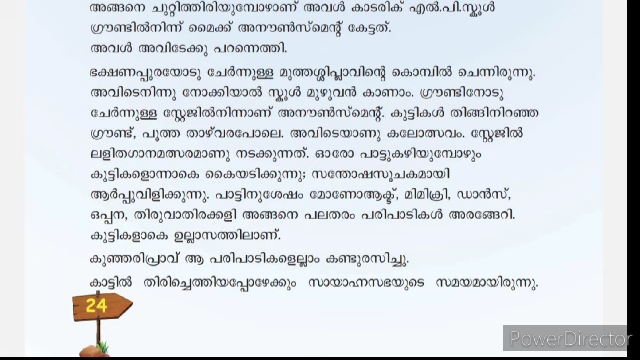 അങ്ങനെ ചുറ്റിത്തിരിയുമ്പോഴാണ് അവൾ കാടരിക് എൽ.പി.സ്കൂൾ
ഗ്രൗണ്ടിൽനിന്ന് മൈക്ക് അനൗൺസ്മെന്റ് കേട്ടത്.
അവൾ അവിടേക്കു പറന്നെത്തി.
ഭക്ഷണപ്പുരയോടു ചേർന്നുള്ള മുത്തശ്ശിപ്ലാവിന്റെ കൊമ്പിൽ ചെന്നിരുന്നു.
അവിടെനിന്നു നോക്കിയാൽ സ്കൂൾ മുഴുവൻ കാണാം. ഗ്രൗണ്ടിനോടു
ചേർന്നുള്ള സ്റ്റേജിൽനിന്നാണ് അനൗൺസ്മെന്റ്. കുട്ടികൾ തിങ്ങിനിറഞ്ഞ
ഗ്രൗണ്ട്, പൂത്ത താഴ്‌വരപോലെ. അവിടെയാണു കലോത്സവം. സ്റ്റേജിൽ
ലളിതഗാനമത്സരമാണു നടക്കുന്നത്. ഓരോ പാട്ടുകഴിയുമ്പോഴും
കുട്ടികളൊന്നാകെ കൈയടിക്കുന്നു; സന്തോഷസൂചകമായി
ആർപ്പുവിളിക്കുന്നു. പാട്ടിനുശേഷം മോണോആക്ട്, മിമിക്രി, ഡാൻസ്,
ഒപ്പന, തിരുവാതിരക്കളി അങ്ങനെ പലതരം പരിപാടികൾ അരങ്ങേറി.
കുട്ടികളാകെ ഉല്ലാസത്തിലാണ്.
കുഞ്ഞരിപ്രാവ് ആ പരിപാടികളെല്ലാം കണ്ടുരസിച്ചു.
കാട്ടിൽ തിരിച്ചെത്തിയപ്പോഴേക്കും സായാഹ്നസഭയുടെ സമയമായിരുന്നു.
24
PowerDirector